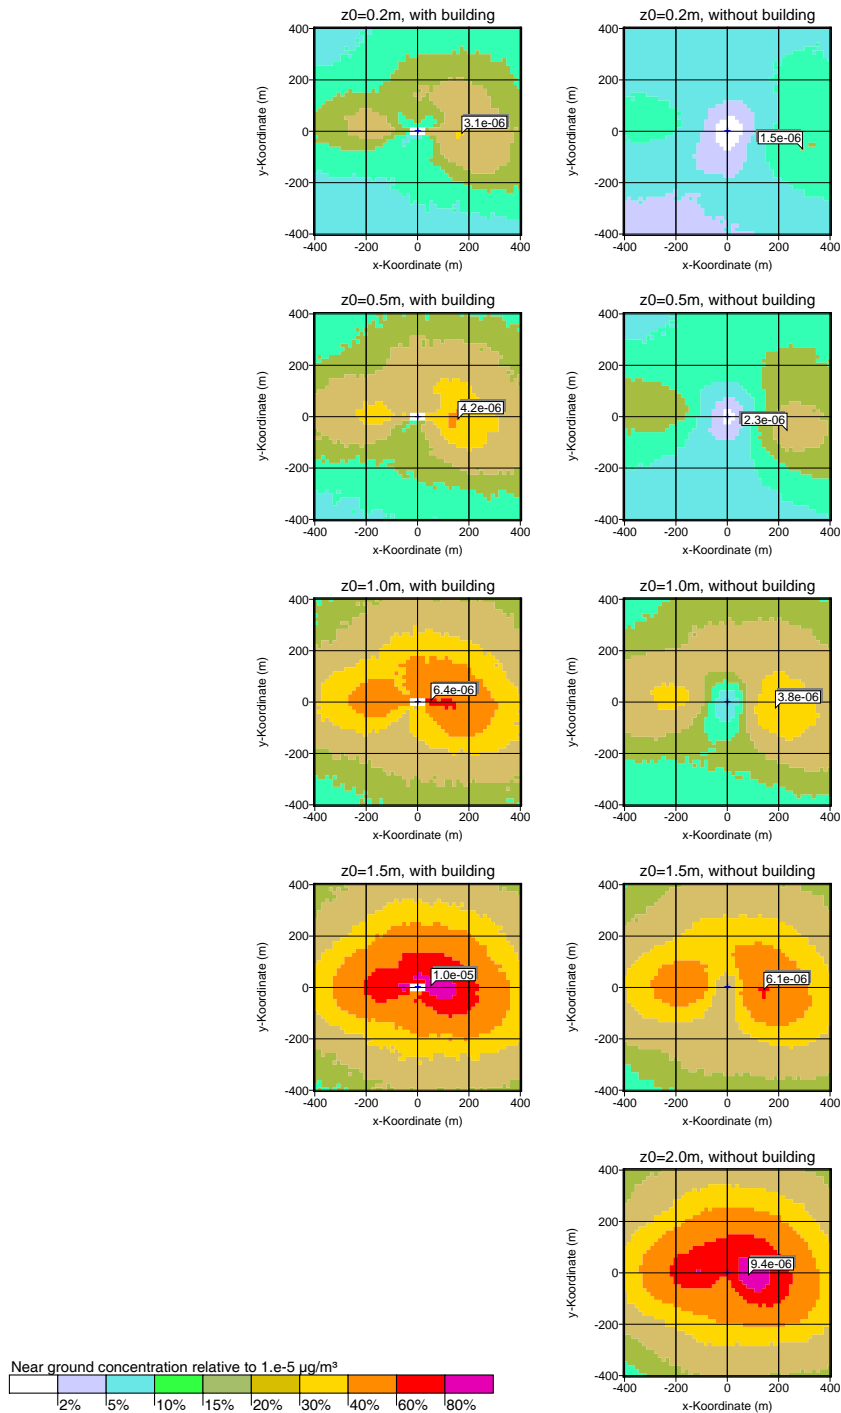 z0=0.2m, with building
400
200
0
-200
-400
-400 -200 0 200 400
x-Koordinate (m)
y-Koordinate (m)
3.1e-06
z0=0.2m, without building
400
200
0
-200
-400
-400 -200 0 200 400
x-Koordinate (m)
y-Koordinate (m)
1.5e-06
z0=0.5m, with building
400
200
0
-200
-400
-400 -200 0 200 400
x-Koordinate (m)
y-Koordinate (m)
4.2e-06
z0=0.5m, without building
400
200
0
-200
-400
-400 -200 0 200 400
x-Koordinate (m)
y-Koordinate (m)
2.3e-06
z0=1.0m, with building
400
200
0
-200
-400
-400 -200 0 200 400
x-Koordinate (m)
y-Koordinate (m)
6.4e-06
z0=1.0m, without building
400
200
0
-200
-400
-400 -200 0 200 400
x-Koordinate (m)
y-Koordinate (m)
3.8e-06
z0=1.5m, with building
400
200
0
-200
-400
-400 -200 0 200 400
x-Koordinate (m)
y-Koordinate (m)
1.0e-05
z0=1.5m, without building
400
200
0
-200
-400
-400 -200 0 200 400
x-Koordinate (m)
y-Koordinate (m)
6.1e-06
z0=2.0m, without building
400
200
0
-200
-400
-400 -200 0 200 400
x-Koordinate (m)
y-Koordinate (m)
9.4e-06
Near ground concentration relative to 1.e-5 µg/m³
2% 5% 10% 15% 20% 30% 40% 60% 80%